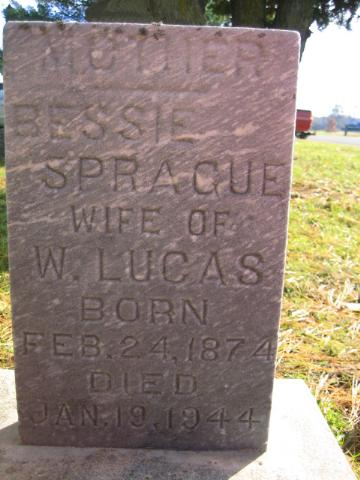 MOTHER
BESSIE
SPRAGUE
WIFE OF
W. LUCAS
BORN
FEB. 24, 1874
DIED
JAN. 19, 1944